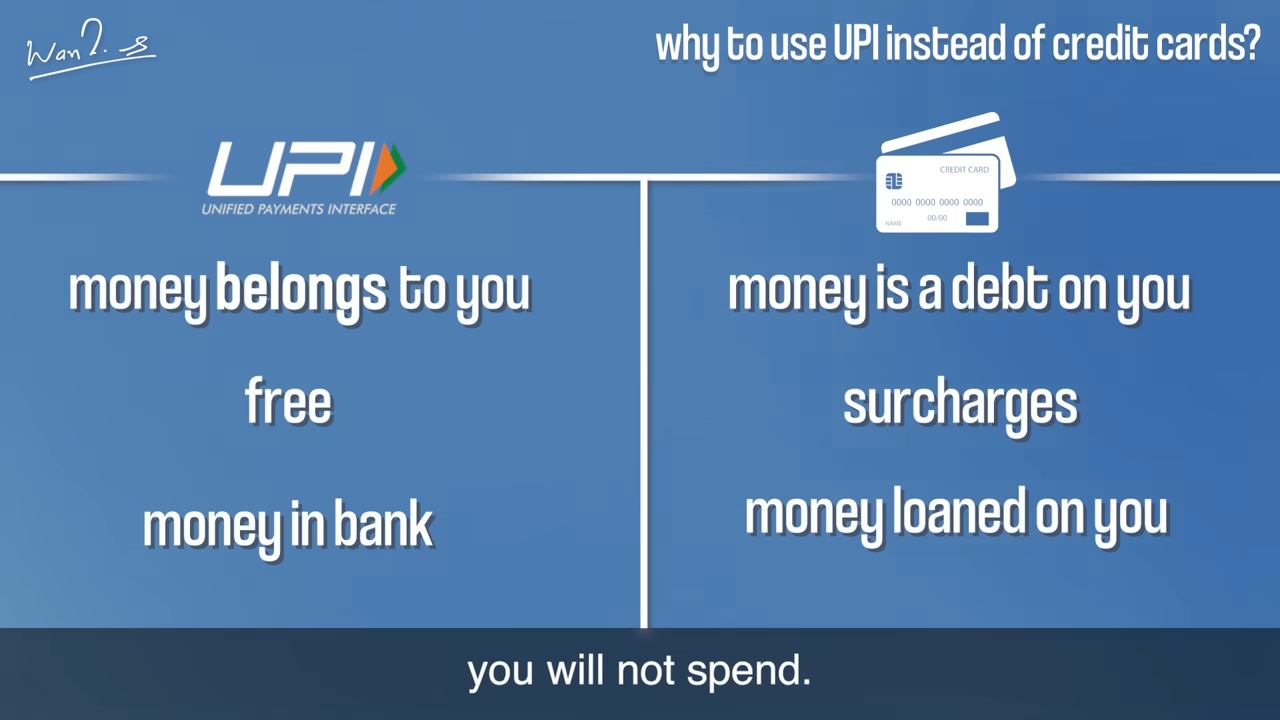 why to use UPI instead of credit cards?
UPI
UNIFIED PAYMENTS INTERFACE
CREDIT CARD
0000 0000 0000 0000
00/00
NAME
money belongs to you
money is a debt on you
free
surcharges
money in bank
money loaned on you
you will not spend.